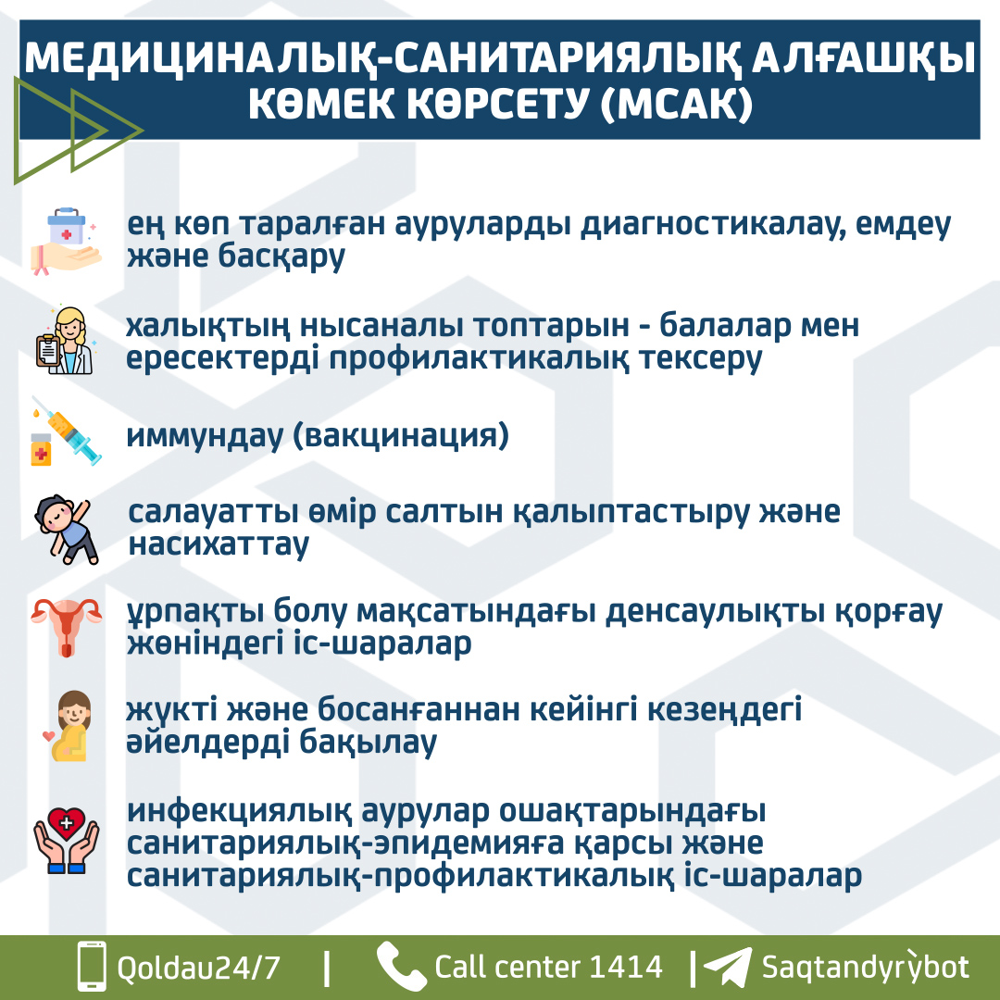 МЕДИЦИНАЛЫҚ-САНИТАРИЯЛЫҚ АЛҒАШҚЫ
КӨМЕК КӨРСЕТУ (МСАК)
ең көп таралған ауруларды диагностикалау, емдеу
және басқару
халықтың нысаналы топтарын - балалар мен
ересектерді профилактикалық тексеру
иммундау (вакцинация)
салауатты өмір салтын қалыптастыру және
насихаттау
ұрпақты болу мақсатындағы денсаулықты қорғау
жөніндегі іс-шаралар
жүкті және босанғаннан кейінгі кезеңдегі
әйелдерді бақылау
инфекциялық аурулар ошақтарындағы
санитариялық-эпидемияға қарсы және
санитариялық-профилактикалық іс-шаралар
Qoldau24/7 | Call center 1414 | Saqtandyrỳbot